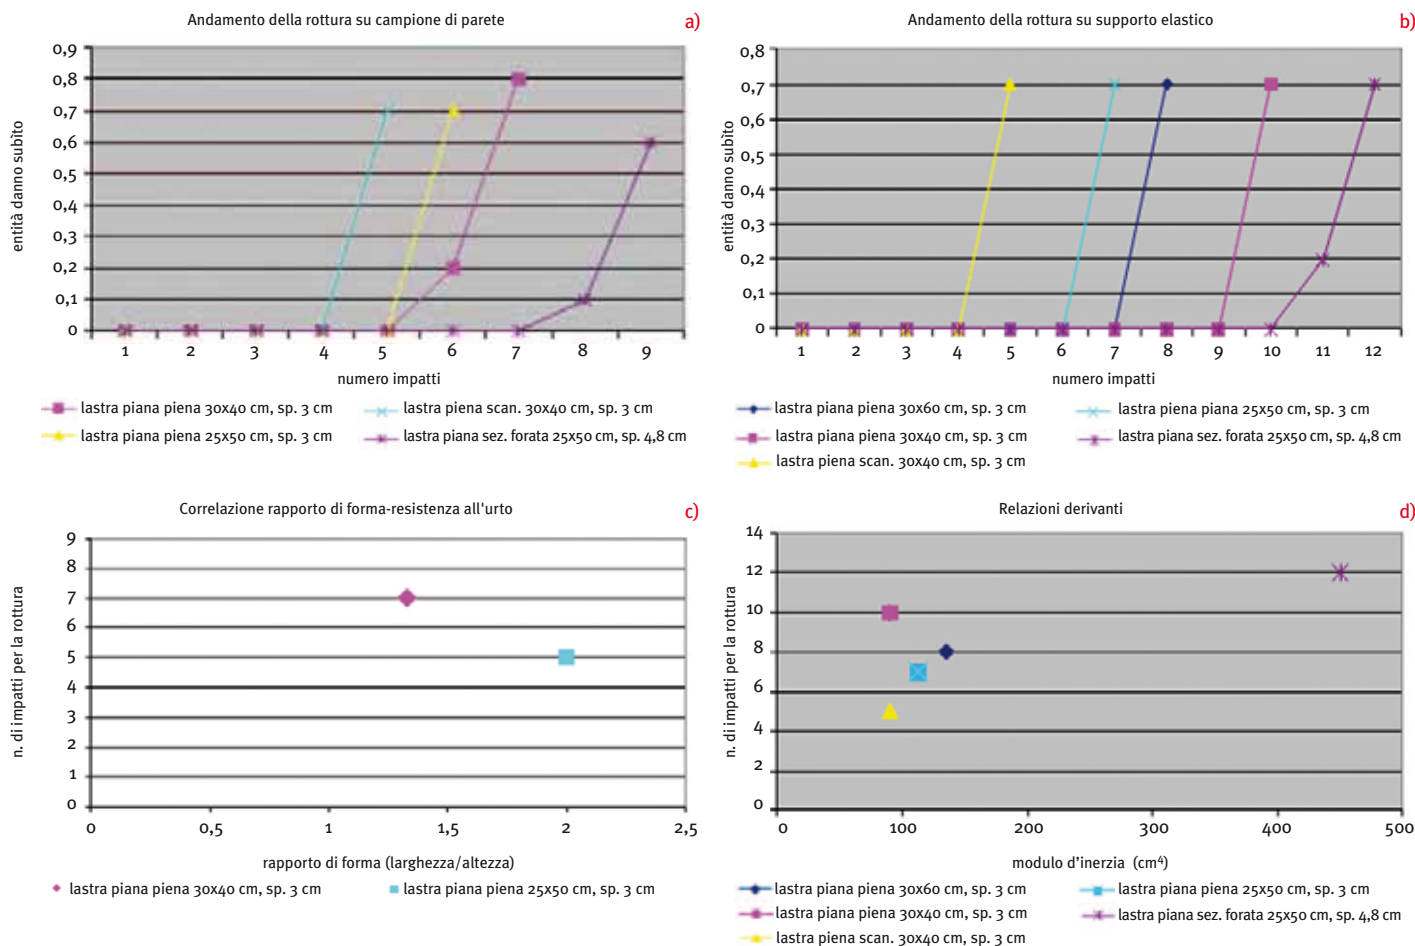 Andamento della rottura su campione di parete
a)
entità danno subito
0,9
0,8
0,7
0,6
0,5
0,4
0,3
0,2
0,1
0
1 2 3 4 5 6 7 8 9
numero impatti
lastra piana piena 30x40 cm, sp. 3 cm
lastra piena scan. 30x40 cm, sp. 3 cm
lastra piana piena 25x50 cm, sp. 3 cm
lastra piana sez. forata 25x50 cm, sp. 4,8 cm
Andamento della rottura su supporto elastico
b)
entità danno subito
0,8
0,7
0,6
0,5
0,4
0,3
0,2
0,1
0
1 2 3 4 5 6 7 8 9 10 11 12
numero impatti
lastra piana piena 30x60 cm, sp. 3 cm
lastra piena piana 25x50 cm, sp. 3 cm
lastra piana piena 30x40 cm, sp. 3 cm
lastra piana sez. forata 25x50 cm, sp. 4,8 cm
lastra piena scan. 30x40 cm, sp. 3 cm
Correlazione rapporto di forma-resistenza all'urto
c)
n. di impatti per la rottura
9
8
7
6
5
4
3
2
1
0
0 0,5 1 1,5 2 2,5
rapporto di forma (larghezza/altezza)
lastra piana piena 30x40 cm, sp. 3 cm
lastra piana piena 25x50 cm, sp. 3 cm
Relazioni derivanti
d)
n. di impatti per la rottura
14
12
10
8
6
4
2
0
0 100 200 300 400 500
modulo d’inerzia (cm⁴)
lastra piana piena 30x60 cm, sp. 3 cm
lastra piana piena 25x50 cm, sp. 3 cm
lastra piana piena 30x40 cm, sp. 3 cm
lastra piana sez. forata 25x50 cm, sp. 4,8 cm
lastra piena scan. 30x40 cm, sp. 3 cm